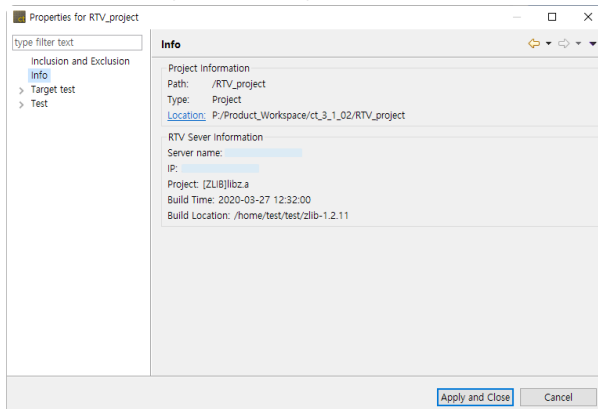 Properties for RTV_project
type filter text
Inclusion and Exclusion
Info
Target test
Test
Info
Project Information
Path: /RTV_project
Type: Project
Location: P:/Product_Workspace/ct_3_1_02/RTV_project
RTV Sever Information
Server name:
IP:
Project: [ZLIB]libz.a
Build Time: 2020-03-27 12:32:00
Build Location: /home/test/test/zlib-1.2.11
Apply and Close
Cancel